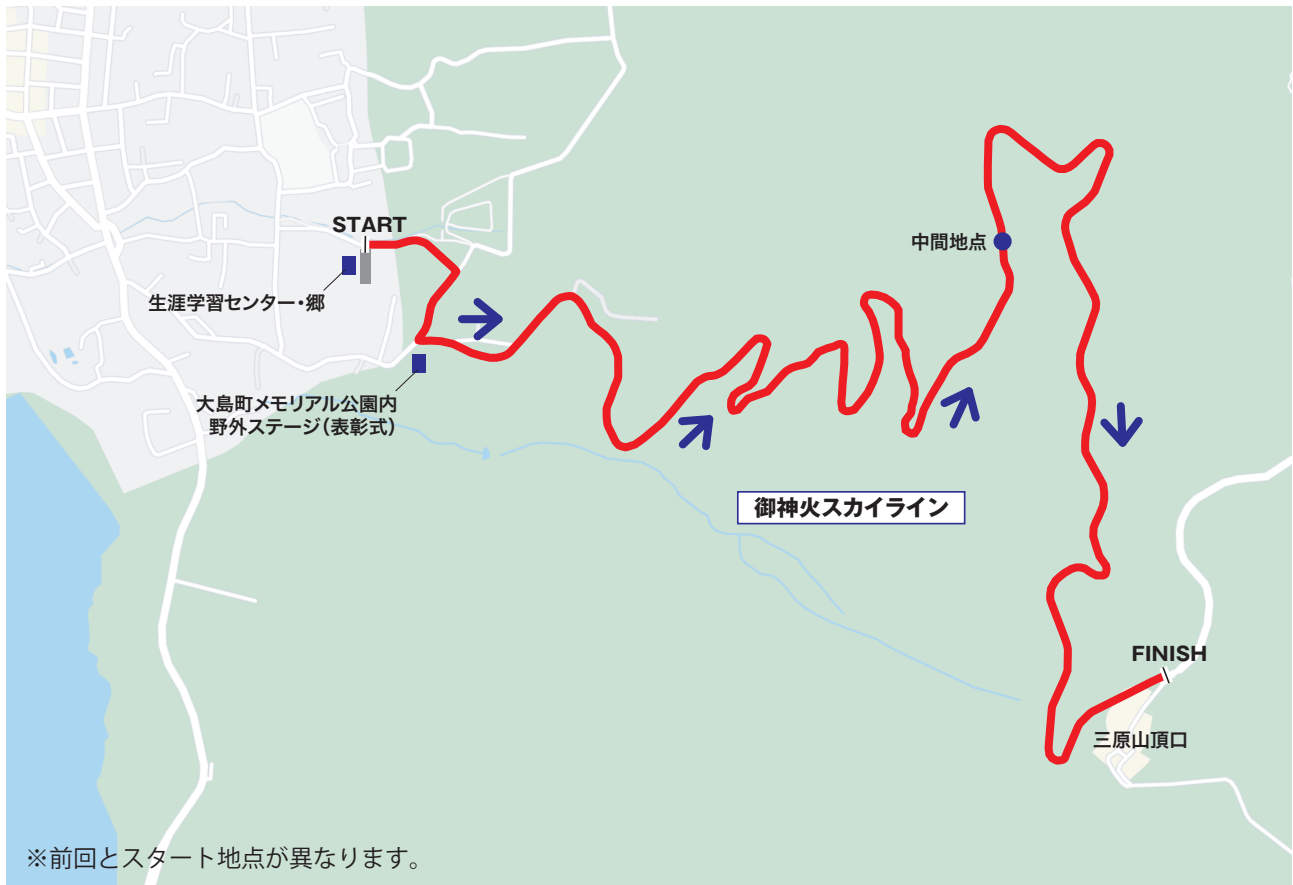 START
中間地点
生涯学習センター・郷
大島町メモリアル公園内
野外ステージ（表彰式）
御神火スカイライン
FINISH
三原山頂口
※前回とスタート地点が異なります。